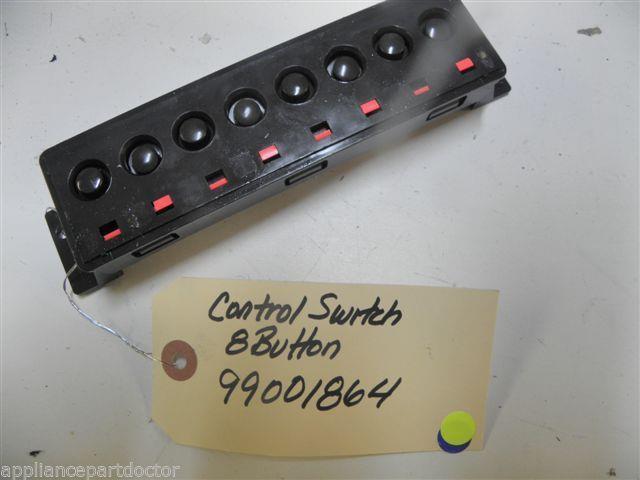 Control Switch
8 Button
99001864
appliancepartdoctor